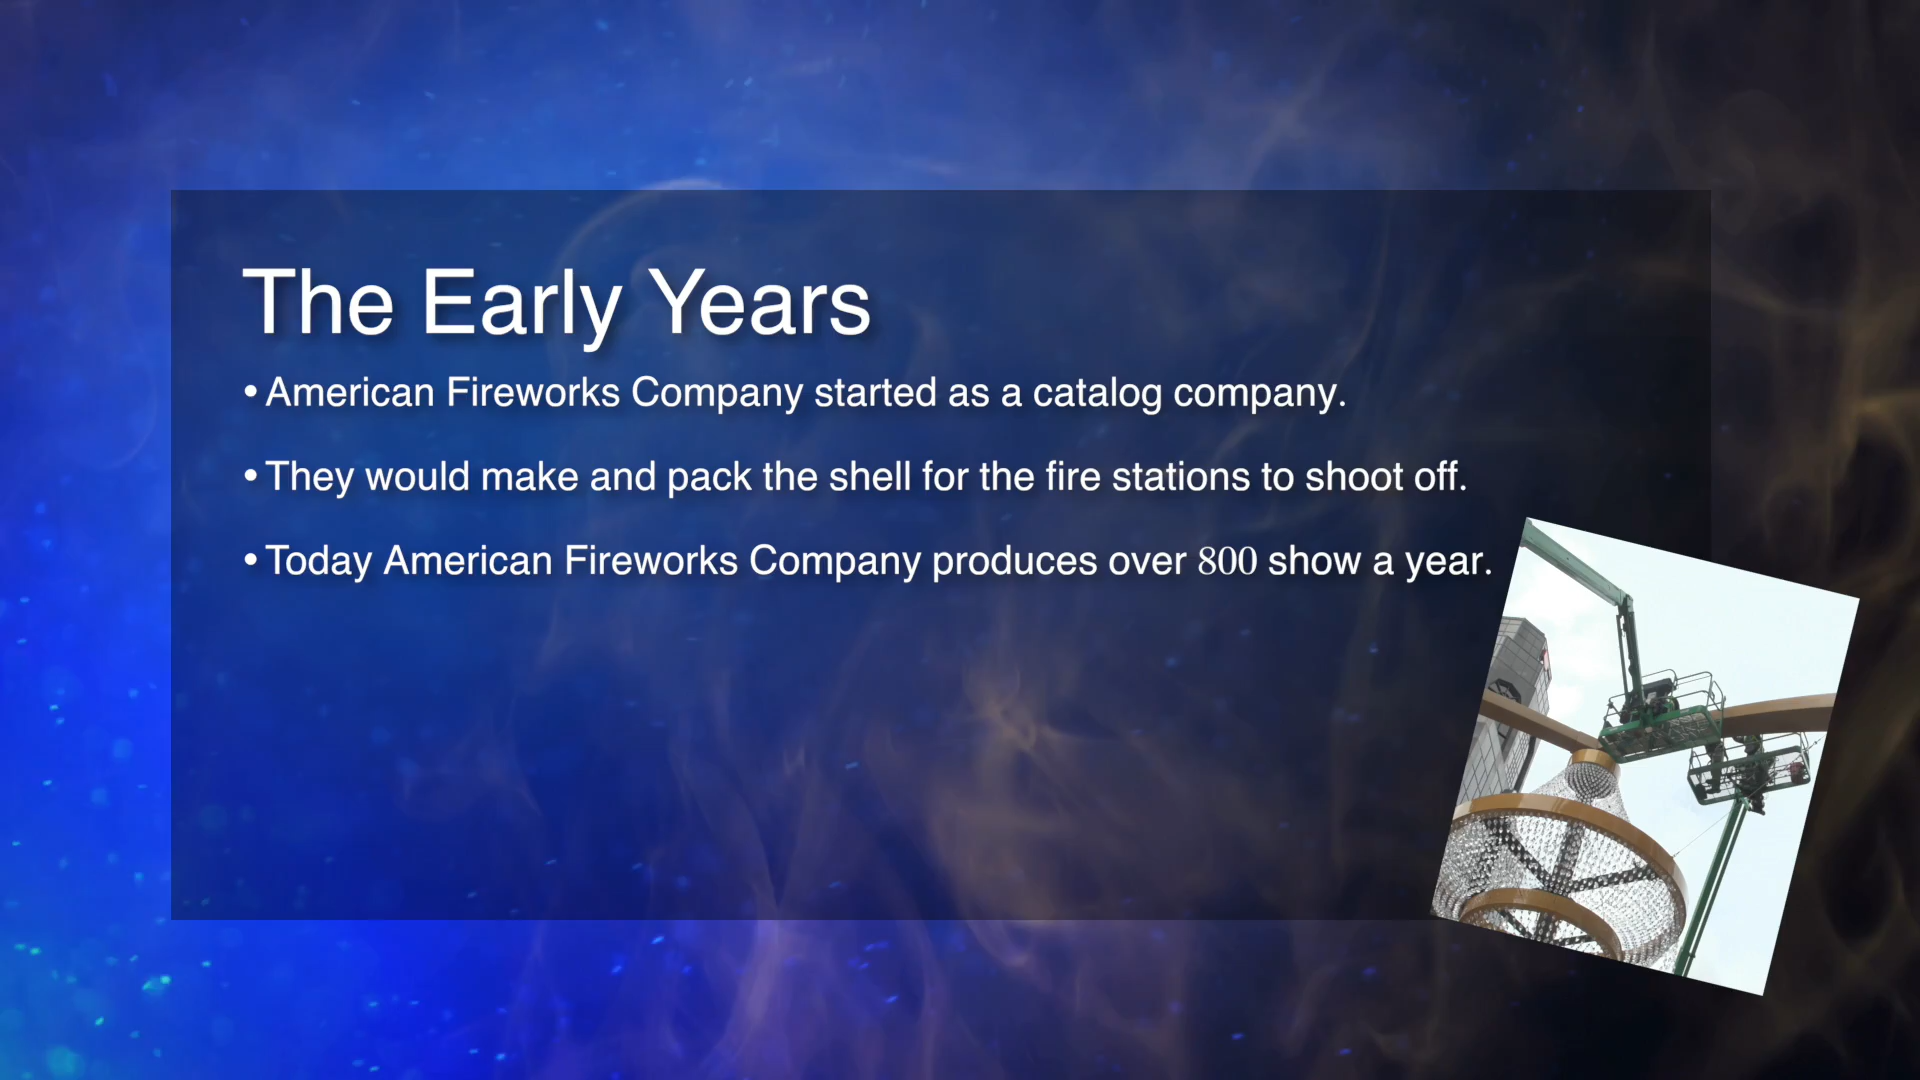 The Early Years
• American Fireworks Company started as a catalog company.
• They would make and pack the shell for the fire stations to shoot off.
• Today American Fireworks Company produces over 800 show a year.